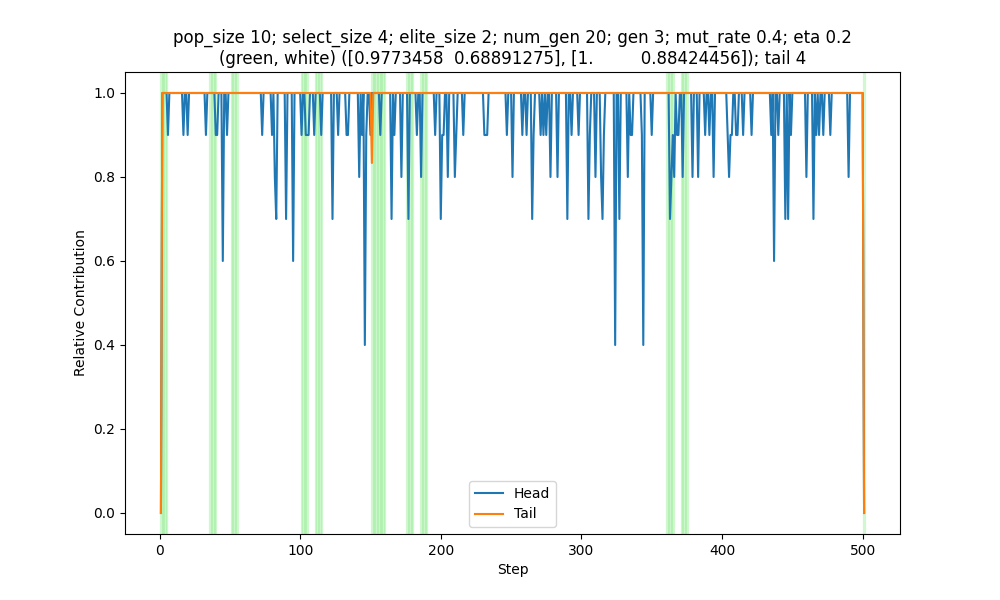 pop_size 10; select_size 4; elite_size 2; num_gen 20; gen 3; mut_rate 0.4; eta 0.2
(green, white) ([0.9773458  0.68891275], [1.         0.88424456]); tail 4
Relative Contribution
1.0
0.8
0.6
0.4
0.2
0.0
Head
Tail
0
100
200
300
400
500
Step